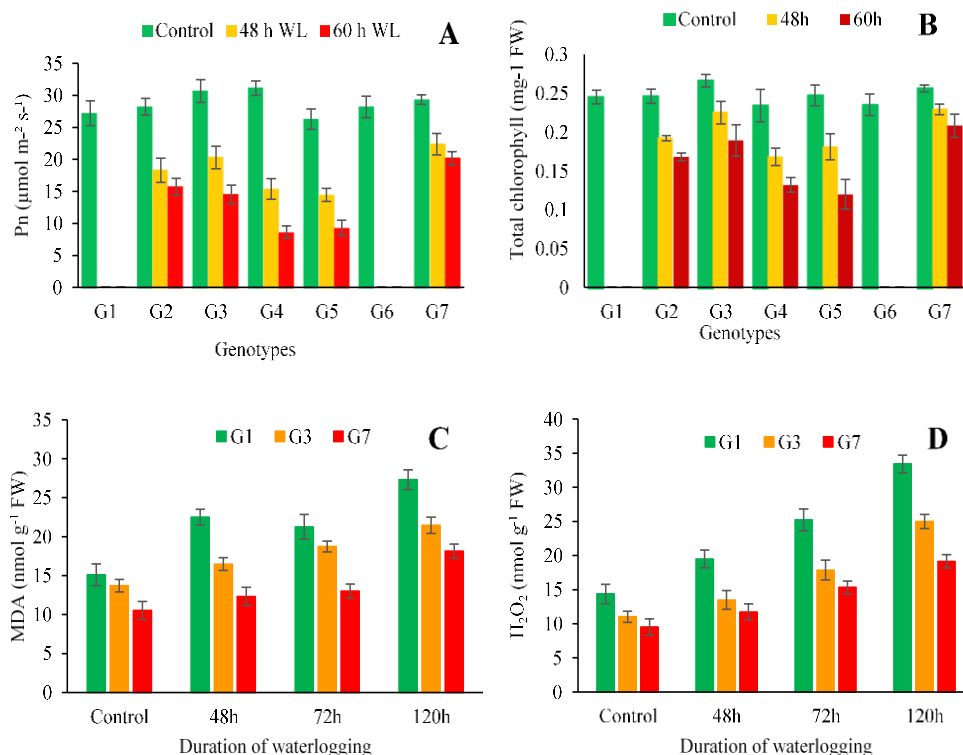 Control 48 h WL 60 h WL
A
Pn (µmol m-² s-¹)
35
30
25
20
15
10
5
0
G1 G2 G3 G4 G5 G6 G7
Genotypes
Control 48h 60h
B
Total chlorophyll (mg-1 FW)
0.3
0.25
0.2
0.15
0.1
0.05
0
G1 G2 G3 G4 G5 G6 G7
Genotypes
G1 G3 G7
C
MDA (nmol g⁻¹ FW)
35
30
25
20
15
10
5
0
Control 48h 72h 120h
Duration of waterlogging
G1 G3 G7
D
H₂O₂ (nmol g⁻¹ FW)
40
35
30
25
20
15
10
5
0
Control 48h 72h 120h
Duration of waterlogging